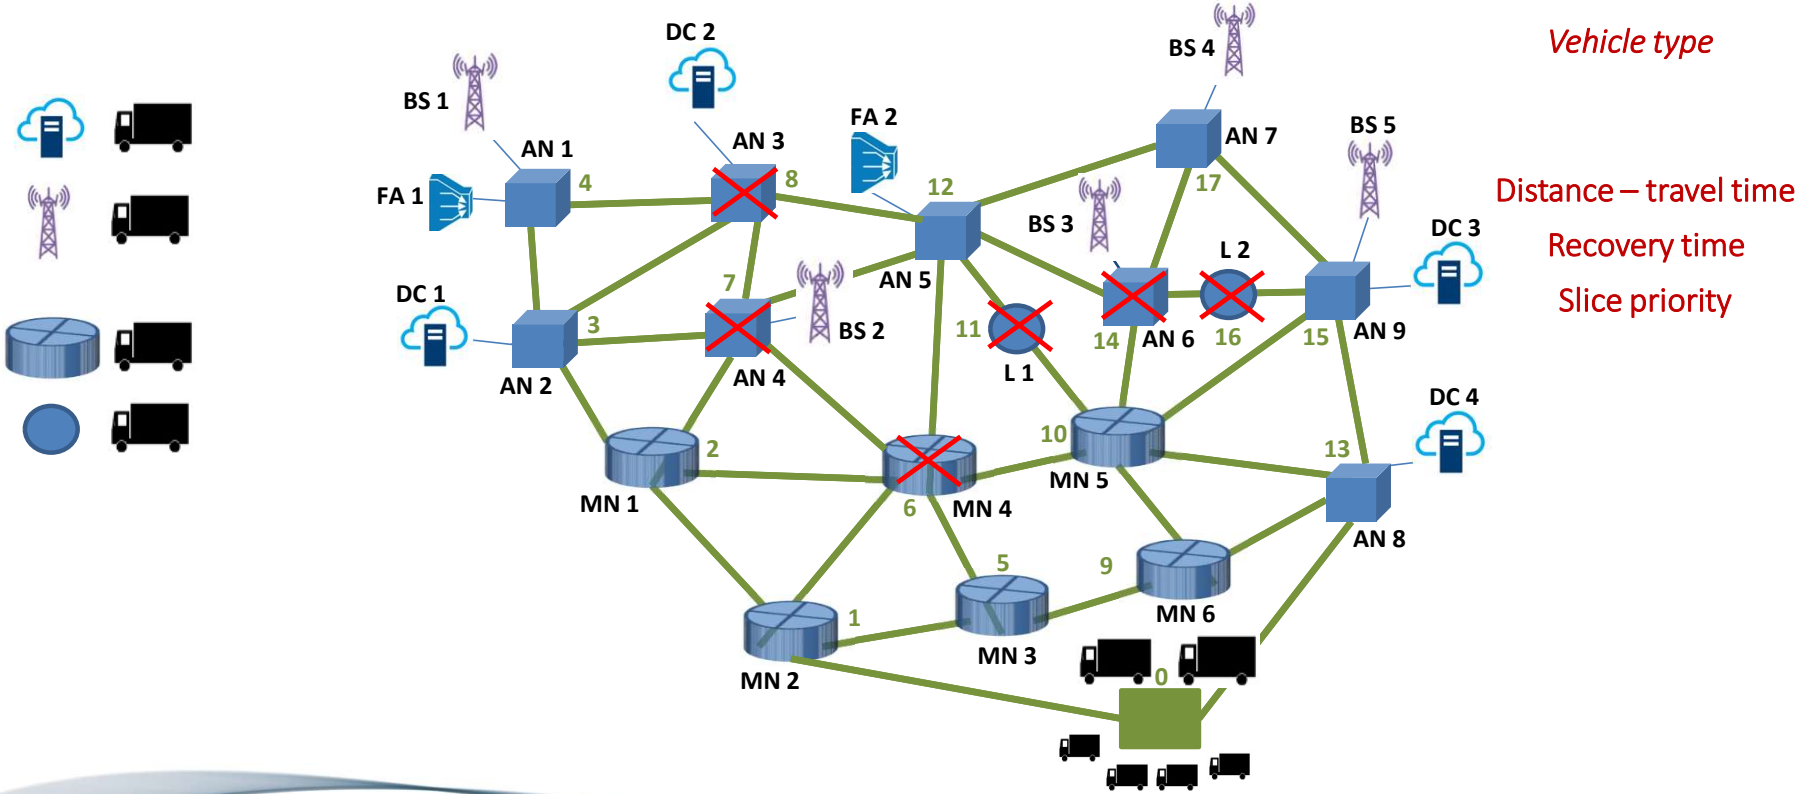 Vehicle type
Distance – travel time
Recovery time
Slice priority
DC 2
BS 4
BS 1
FA 2
AN 7
BS 5
AN 3
AN 1
FA 1
4
8
12
17
BS 3
DC 3
L 2
AN 5
7
DC 1
3
BS 2
11
14
AN 6
16
15
AN 9
AN 2
AN 4
L 1
DC 4
2
10
13
MN 1
MN 5
6
MN 4
AN 8
5
9
1
MN 6
MN 3
MN 2
0